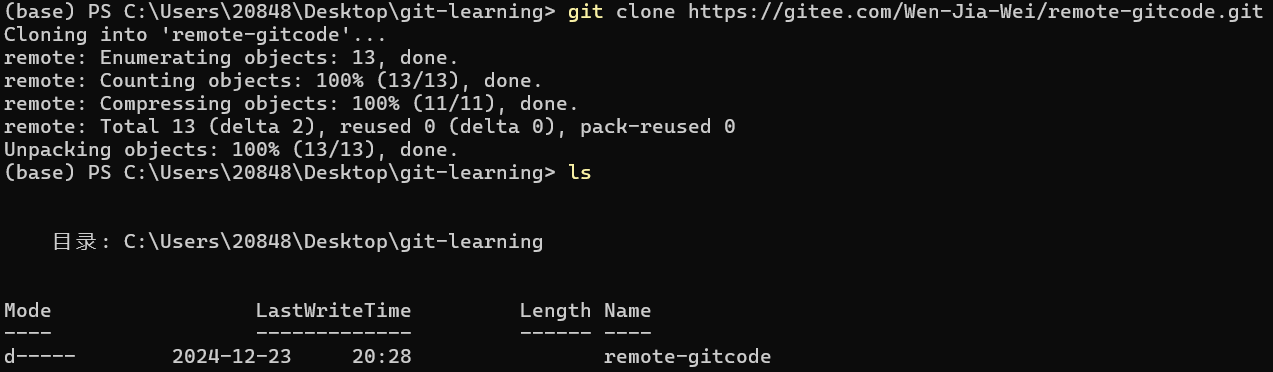 (base) PS C:\Users\20848\Desktop\git-learning> git clone https://gitee.com/Wen-Jia-Wei/remote-gitcode.git
Cloning into 'remote-gitcode'...
remote: Enumerating objects: 13, done.
remote: Counting objects: 100% (13/13), done.
remote: Compressing objects: 100% (11/11), done.
remote: Total 13 (delta 2), reused 0 (delta 0), pack-reused 0
Unpacking objects: 100% (13/13), done.
(base) PS C:\Users\20848\Desktop\git-learning> ls
目录: C:\Users\20848\Desktop\git-learning
Mode                 LastWriteTime         Length Name
----                 -------------         ------ ----
d-----        2024-12-23     20:28                remote-gitcode